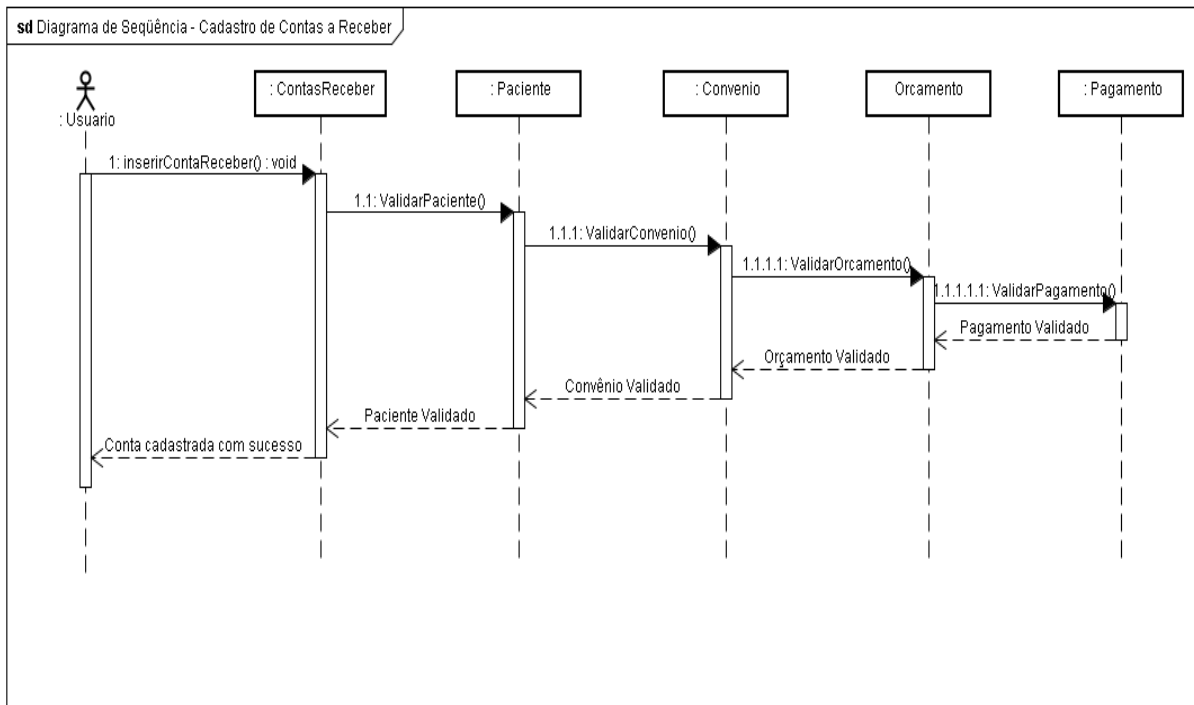 sd Diagrama de Seqüência - Cadastro de Contas a Receber
: Usuario
: ContasReceber
: Paciente
: Convenio
Orcamento
: Pagamento
1: inserirContaReceber() : void
1.1: ValidarPaciente()
1.1.1: ValidarConvenio()
1.1.1.1: ValidarOrcamento()
1.1.1.1.1: ValidarPagamento()
Pagamento Validado
Orçamento Validado
Convênio Validado
Paciente Validado
Conta cadastrada com sucesso